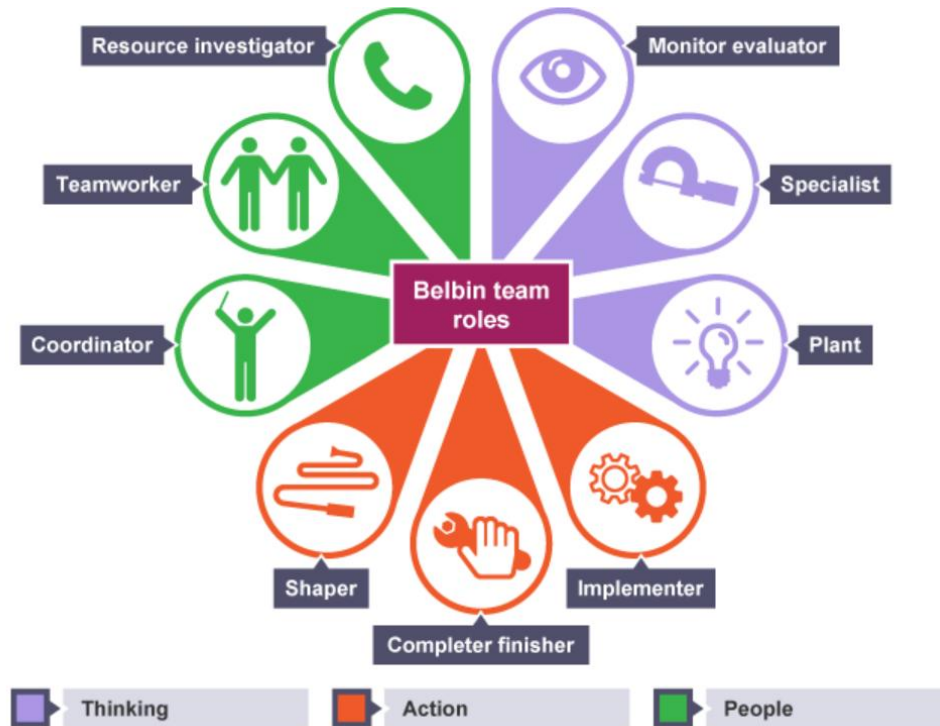 Resource investigator
Monitor evaluator
Teamworker
Specialist
Belbin team
roles
Coordinator
Plant
Shaper
Implementer
Completer finisher
Thinking
Action
People